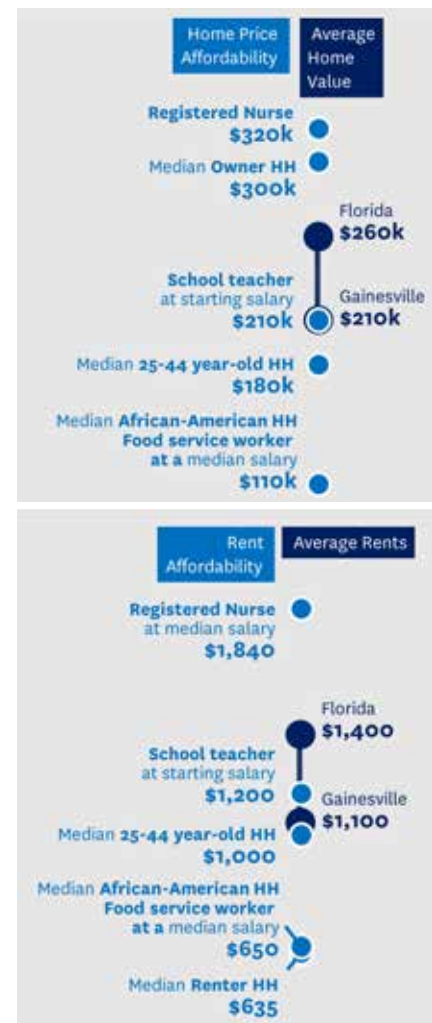 Home Price
Affordability
Average
Home
Value
Registered Nurse
$320k
Median Owner HH
$300k
Florida
$260k
School teacher
at starting salary
$210k
Gainesville
$210k
Median 25-44 year-old HH
$180k
Median African-American HH
Food service worker
at a median salary
$110k
Rent
Affordability
Average Rents
Registered Nurse
at median salary
$1,840
Florida
$1,400
School teacher
at starting salary
$1,200
Gainesville
$1,100
Median 25-44 year-old HH
$1,000
Median African-American HH
Food service worker
at a median salary
$650
Median Renter HH
$635